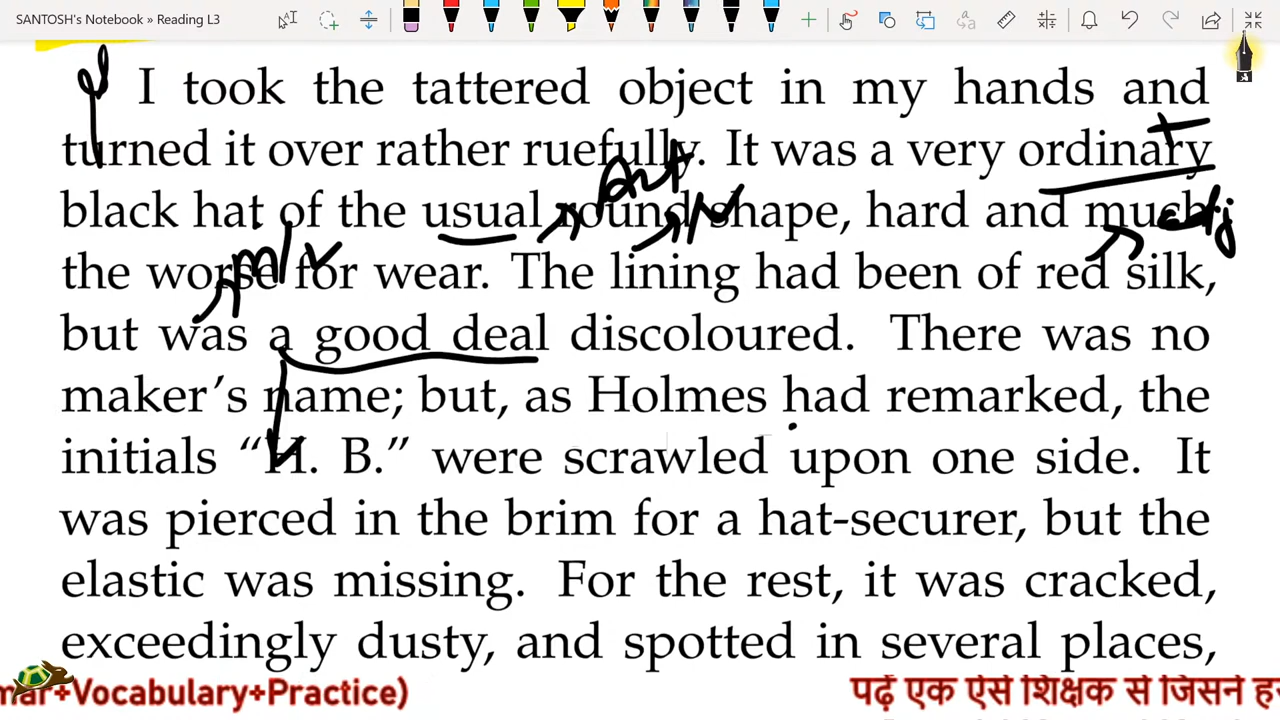 SANTOSH's Notebook » Reading L3
I took the tattered object in my hands and
turned it over rather ruefully. It was a very ordinary
black hat of the usual round shape, hard and much
the worse for wear. The lining had been of red silk,
but was a good deal discoloured. There was no
maker's name; but, as Holmes had remarked, the
initials “H. B.” were scrawled upon one side. It
was pierced in the brim for a hat-securer, but the
elastic was missing. For the rest, it was cracked,
exceedingly dusty, and spotted in several places,
Art
N
adj
m/v
mar+Vocabulary+Practice)
पढ़ें एक ऐसे शिक्षक से जिसने